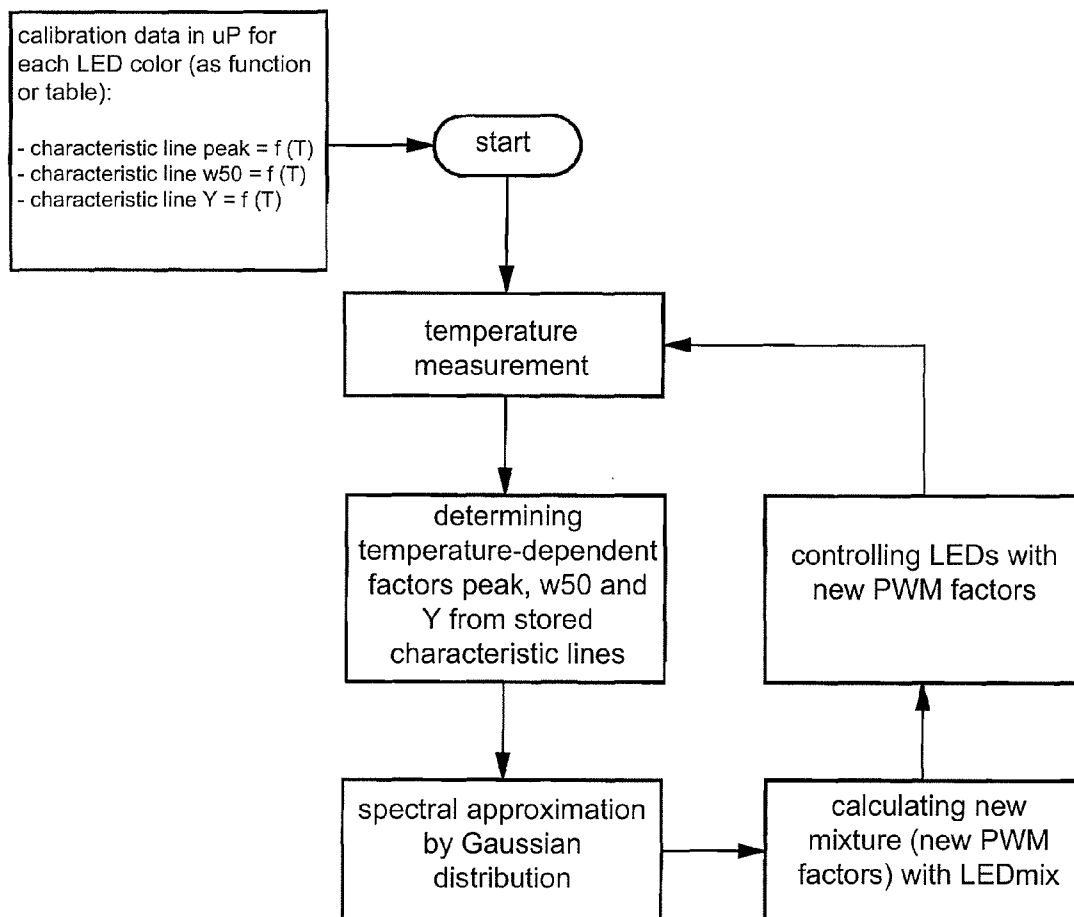 calibration data in uP for
each LED color (as function
or table):
- characteristic line peak = f (T)
- characteristic line w50 = f (T)
- characteristic line Y = f (T)
start
temperature
measurement
determining
temperature-dependent
factors peak, w50 and
Y from stored
characteristic lines
spectral approximation
by Gaussian
distribution
calculating new
mixture (new PWM
factors) with LEDmix
controlling LEDs with
new PWM factors